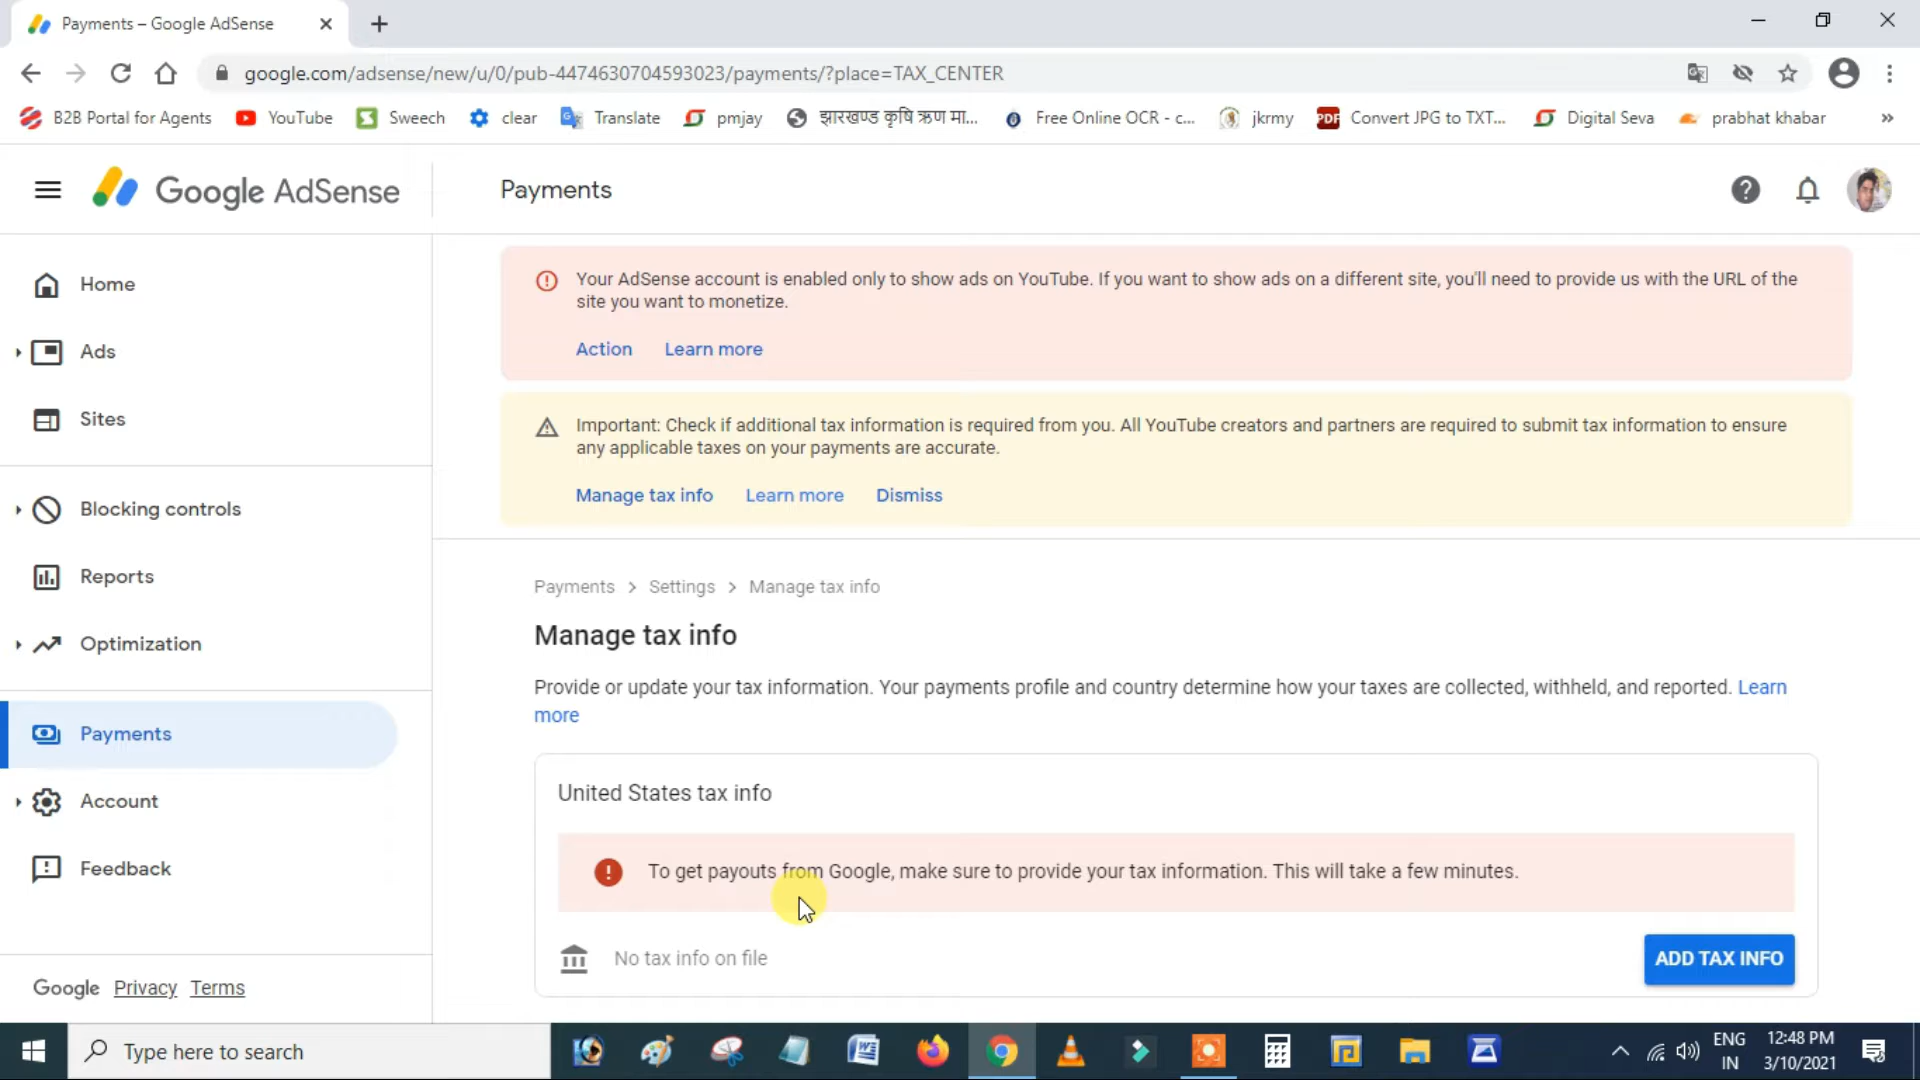 Payments – Google AdSense
google.com/adsense/new/u/0/pub-4474630704593023/payments/?place=TAX_CENTER
B2B Portal for Agents YouTube Sweech clear Translate pmjay झारखण्ड कृषि ऋण मा... Free Online OCR - c... jkrmy Convert JPG to TXT... Digital Seva prabhat khabar »
Google AdSense
Payments
Home
Ads
Sites
Blocking controls
Reports
Optimization
Payments
Account
Feedback
Google Privacy Terms
Your AdSense account is enabled only to show ads on YouTube. If you want to show ads on a different site, you'll need to provide us with the URL of the
site you want to monetize.
Action Learn more
Important: Check if additional tax information is required from you. All YouTube creators and partners are required to submit tax information to ensure
any applicable taxes on your payments are accurate.
Manage tax info Learn more Dismiss
Payments > Settings > Manage tax info
Manage tax info
Provide or update your tax information. Your payments profile and country determine how your taxes are collected, withheld, and reported. Learn
more
United States tax info
To get payouts from Google, make sure to provide your tax information. This will take a few minutes.
No tax info on file
ADD TAX INFO
Type here to search
ENG
IN
12:48 PM
3/10/2021